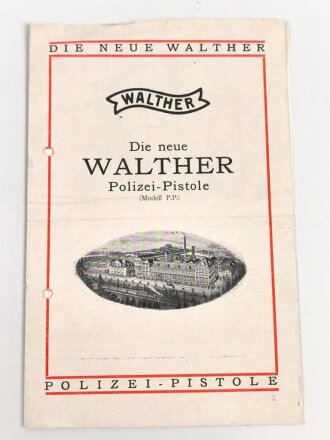 DIE NEUE WALTHER
WALTHER
Die neue
WALTHER
Polizei-Pistole
(Modell P.P.)
POLIZEI-PISTOLE